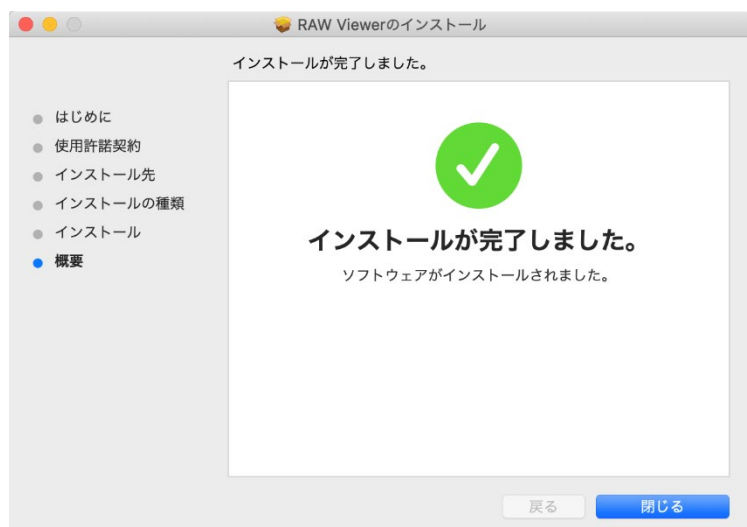 RAW Viewerのインストール
インストールが完了しました。
はじめに
使用許諾契約
インストール先
インストールの種類
インストール
概要
インストールが完了しました。
ソフトウェアがインストールされました。
戻る
閉じる